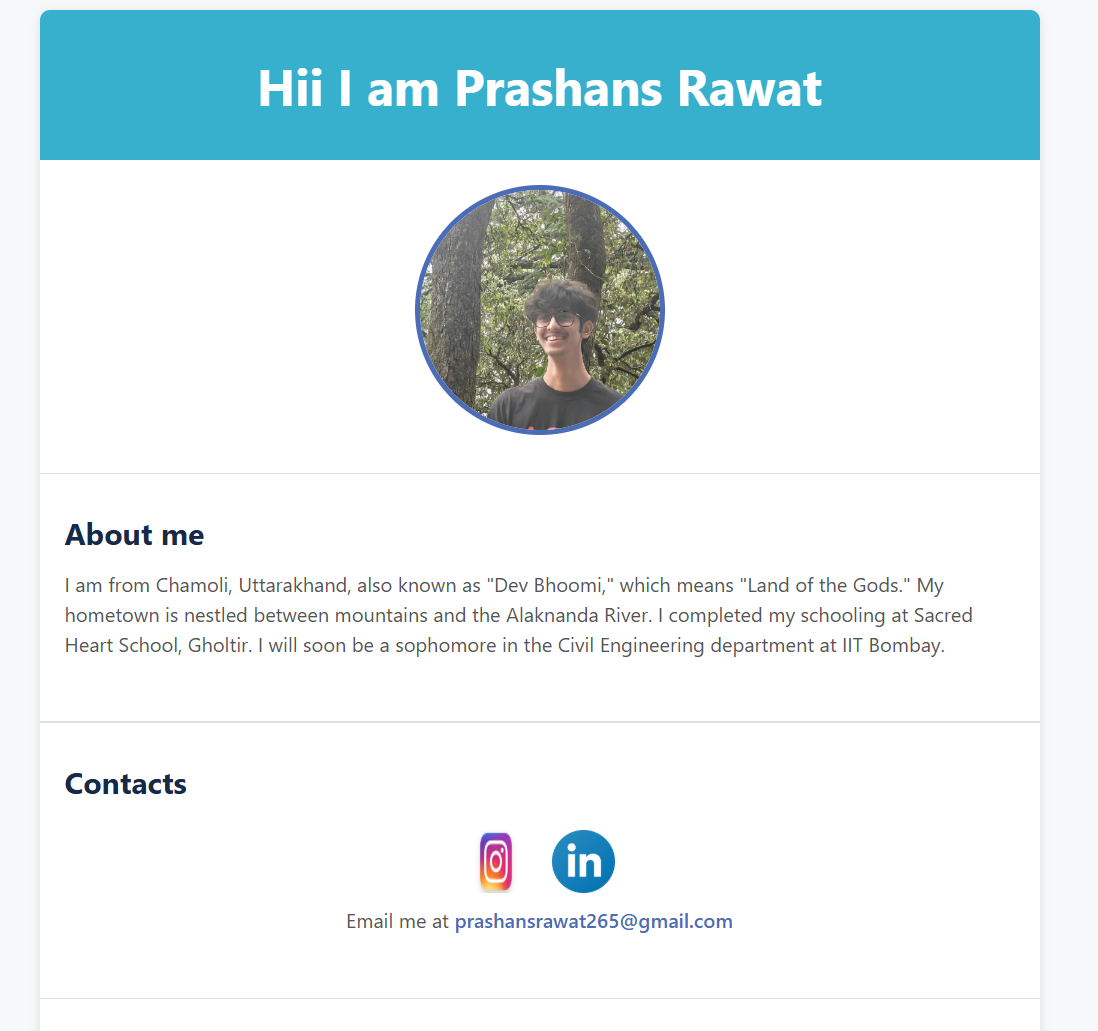 Hii I am Prashans Rawat
About me
I am from Chamoli, Uttarakhand, also known as "Dev Bhoomi," which means "Land of the Gods." My
hometown is nestled between mountains and the Alaknanda River. I completed my schooling at Sacred
Heart School, Gholtir. I will soon be a sophomore in the Civil Engineering department at IIT Bombay.
Contacts
in
Email me at prashansrawat265@gmail.com